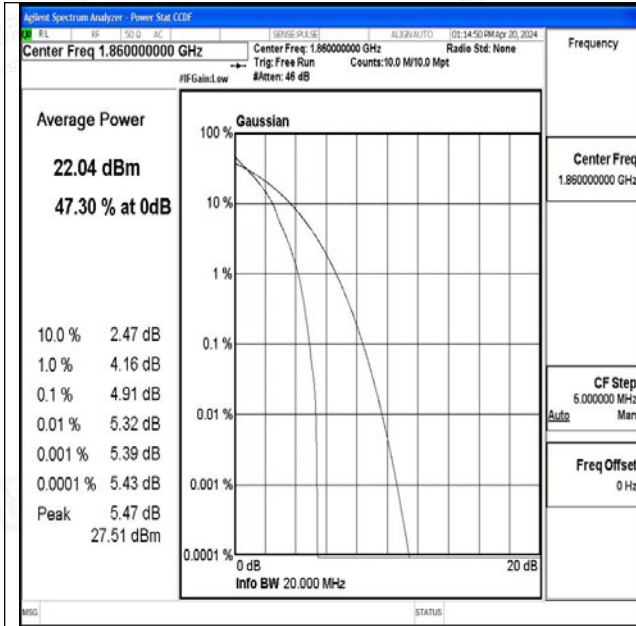 Agilent Spectrum Analyzer - Power Stat CCDF
RL RF 50 Ω AC SENSE:PULSE ALIGNAUTO 01:14:50 PM Apr 20, 2024
Center Freq 1.860000000 GHz
Center Freq: 1.860000000 GHz Radio Std: None
Trig: Free Run Counts:10.0 M/10.0 Mpt
#IFGain:Low #Atten: 46 dB
Frequency
Average Power
22.04 dBm
47.30 % at 0dB
10.0 % 2.47 dB
1.0 % 4.16 dB
0.1 % 4.91 dB
0.01 % 5.32 dB
0.001 % 5.39 dB
0.0001 % 5.43 dB
Peak 5.47 dB
27.51 dBm
Gaussian
100 %
10 %
1 %
0.1 %
0.01 %
0.001 %
0.0001 %
0 dB 20 dB
Info BW 20.000 MHz
Center Freq
1.860000000 GHz
CF Step
5.000000 MHz
Auto Man
Freq Offset
0 Hz
MSG STATUS